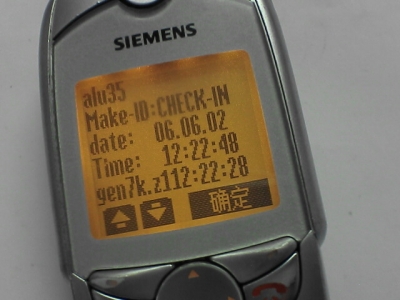 SIEMENS
alu35
Make-ID:CHECK-IN
date: 06.06.02
Time: 12:22:48
gen7k.z112:22:28
确定